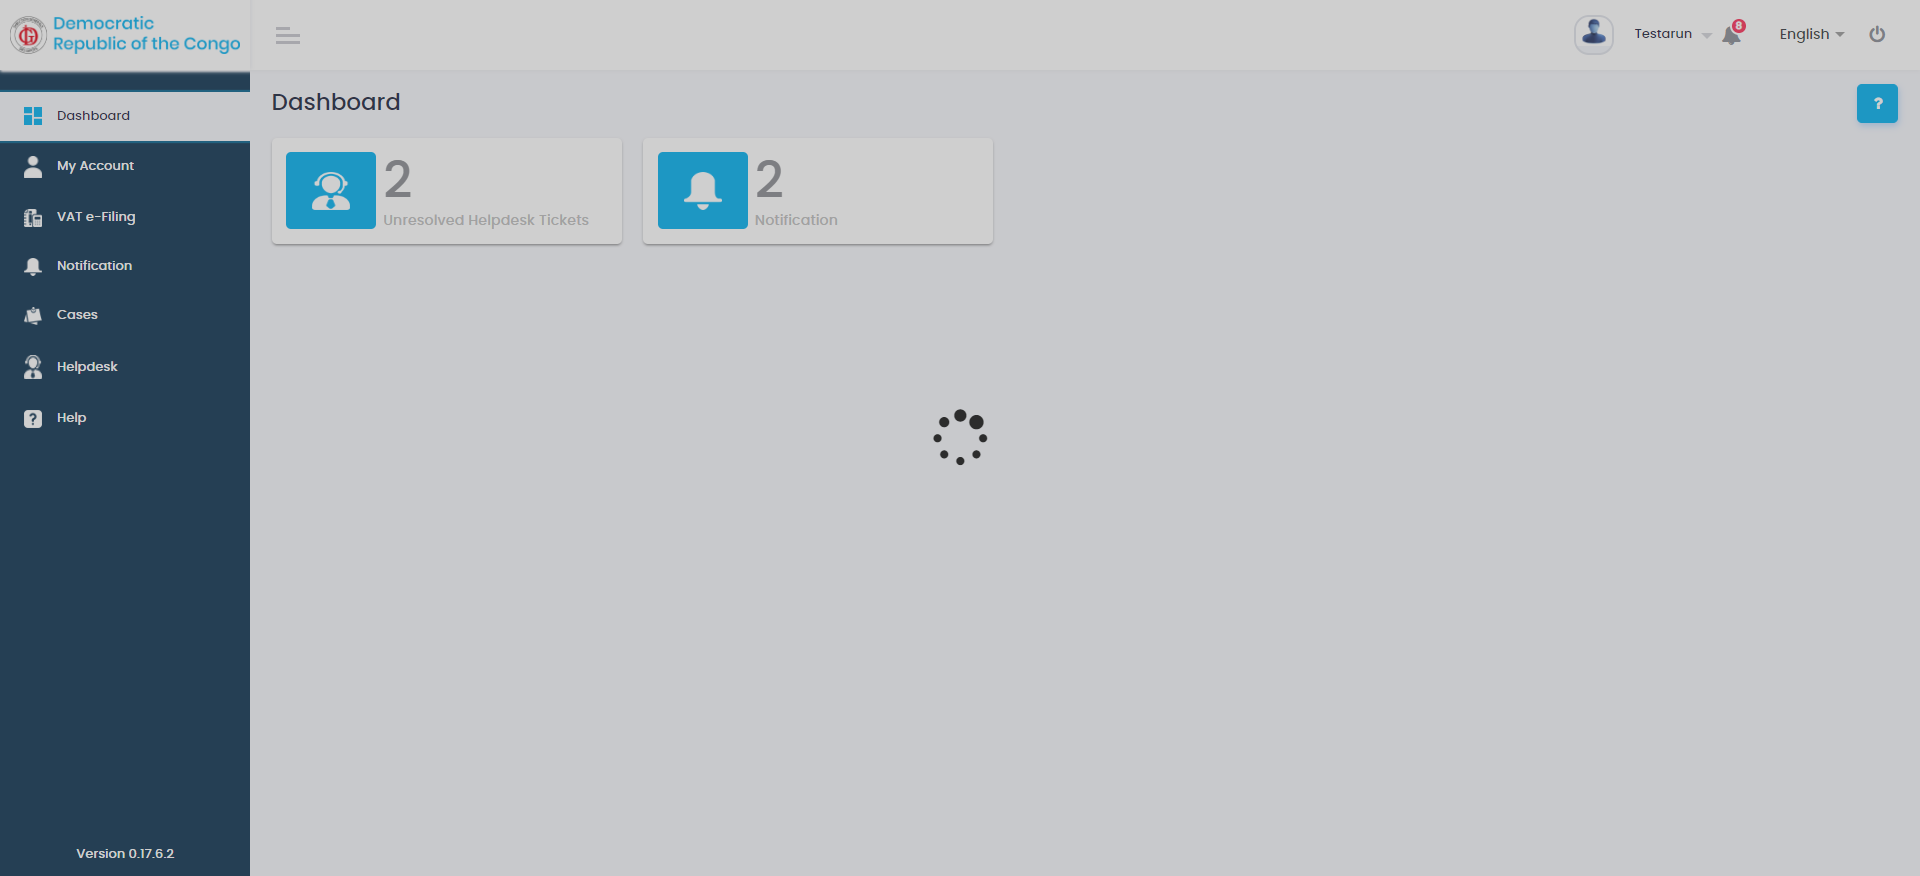 Democratic
Republic of the Congo
Testarun
8
English
Dashboard
?
Dashboard
My Account
VAT e-Filing
Notification
Cases
Helpdesk
Help
2
Unresolved Helpdesk Tickets
2
Notification
Version 0.17.6.2